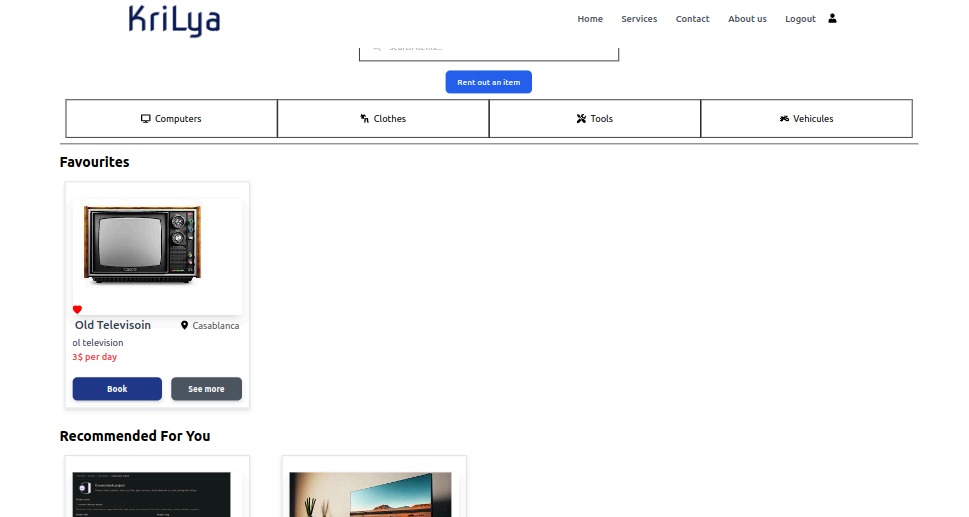 KriLya
Home Services Contact About us Logout
Search items...
Rent out an item
Computers Clothes Tools Vehicules
Favourites
Old Televisoin Casablanca
ol television
3$ per day
Book See more
Recommended For You